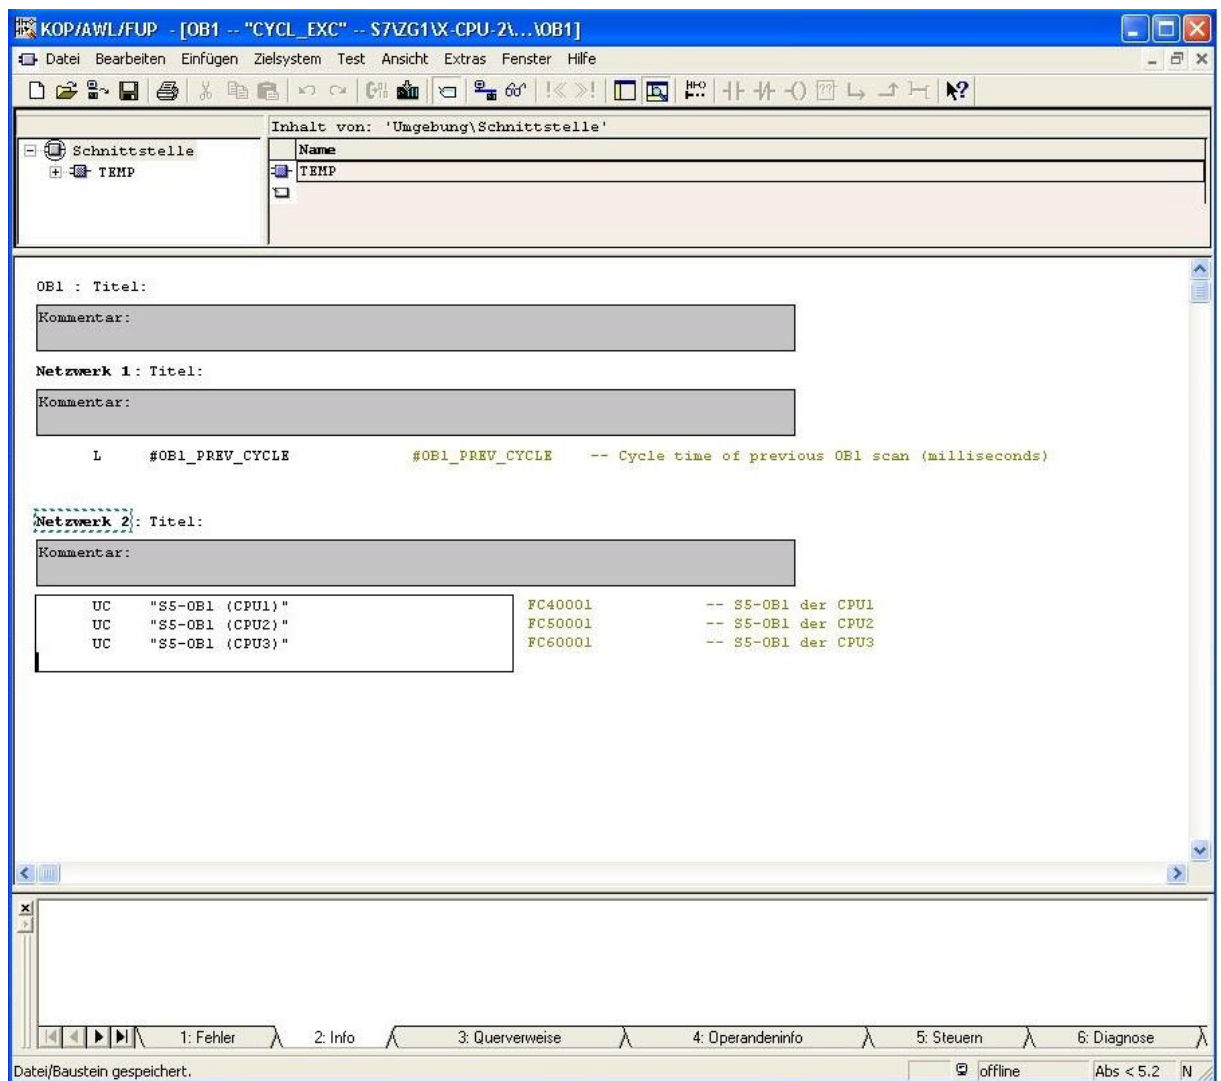 KOP/AWL/FUP - [OB1 -- "CYCL_EXC" -- S7\ZG1\X-CPU-2\...\OB1]
Datei Bearbeiten Einfügen Zielsystem Test Ansicht Extras Fenster Hilfe
Inhalt von: 'Umgebung\Schnittstelle'
Schnittstelle
TEMP
Name
TEMP
OB1 : Titel:
Kommentar:
Netzwerk 1: Titel:
Kommentar:
L #OB1_PREV_CYCLE #OB1_PREV_CYCLE -- Cycle time of previous OB1 scan (milliseconds)
Netzwerk 2: Titel:
Kommentar:
UC "S5-OB1 (CPU1)" FC40001 -- S5-OB1 der CPU1
UC "S5-OB1 (CPU2)" FC50001 -- S5-OB1 der CPU2
UC "S5-OB1 (CPU3)" FC60001 -- S5-OB1 der CPU3
1: Fehler 2: Info 3: Querverweise 4: Operandeninfo 5: Steuern 6: Diagnose
Datei/Baustein gespeichert. offline Abs < 5.2 N